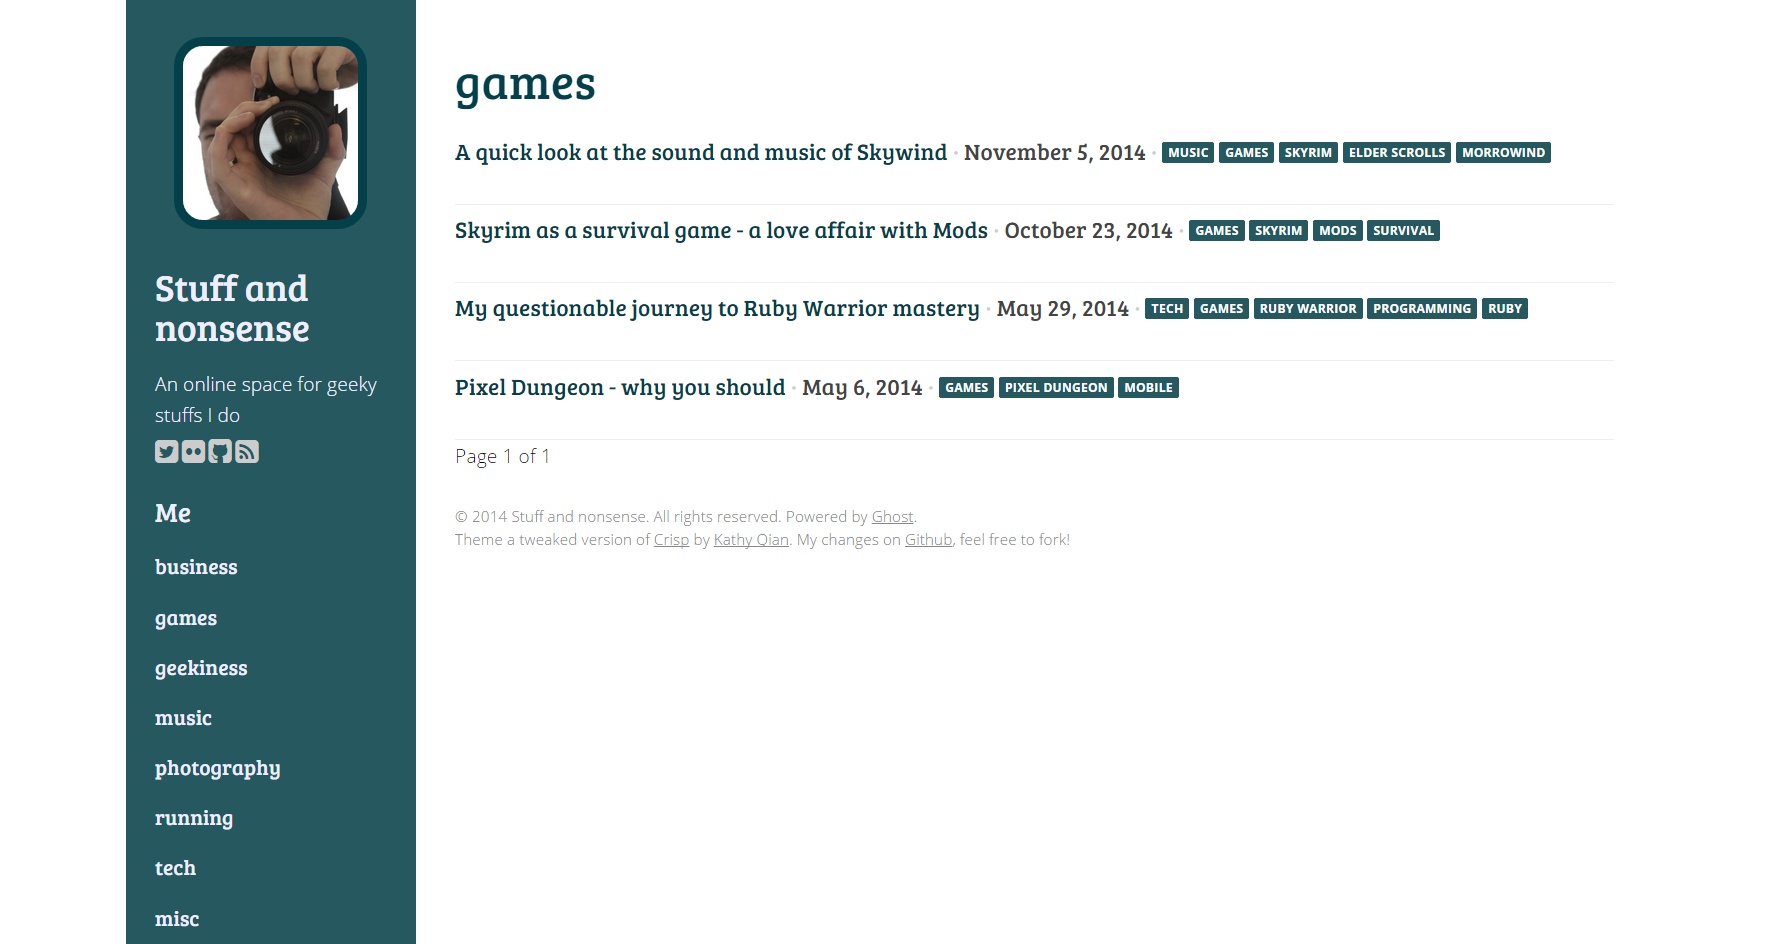 Stuff and
nonsense
An online space for geeky
stuffs I do
Me
business
games
geekiness
music
photography
running
tech
misc
games
A quick look at the sound and music of Skywind · November 5, 2014 · MUSIC GAMES SKYRIM ELDER SCROLLS MORROWIND
Skyrim as a survival game - a love affair with Mods · October 23, 2014 · GAMES SKYRIM MODS SURVIVAL
My questionable journey to Ruby Warrior mastery · May 29, 2014 · TECH GAMES RUBY WARRIOR PROGRAMMING RUBY
Pixel Dungeon - why you should · May 6, 2014 · GAMES PIXEL DUNGEON MOBILE
Page 1 of 1
© 2014 Stuff and nonsense. All rights reserved. Powered by Ghost.
Theme a tweaked version of Crisp by Kathy Qian. My changes on Github, feel free to fork!